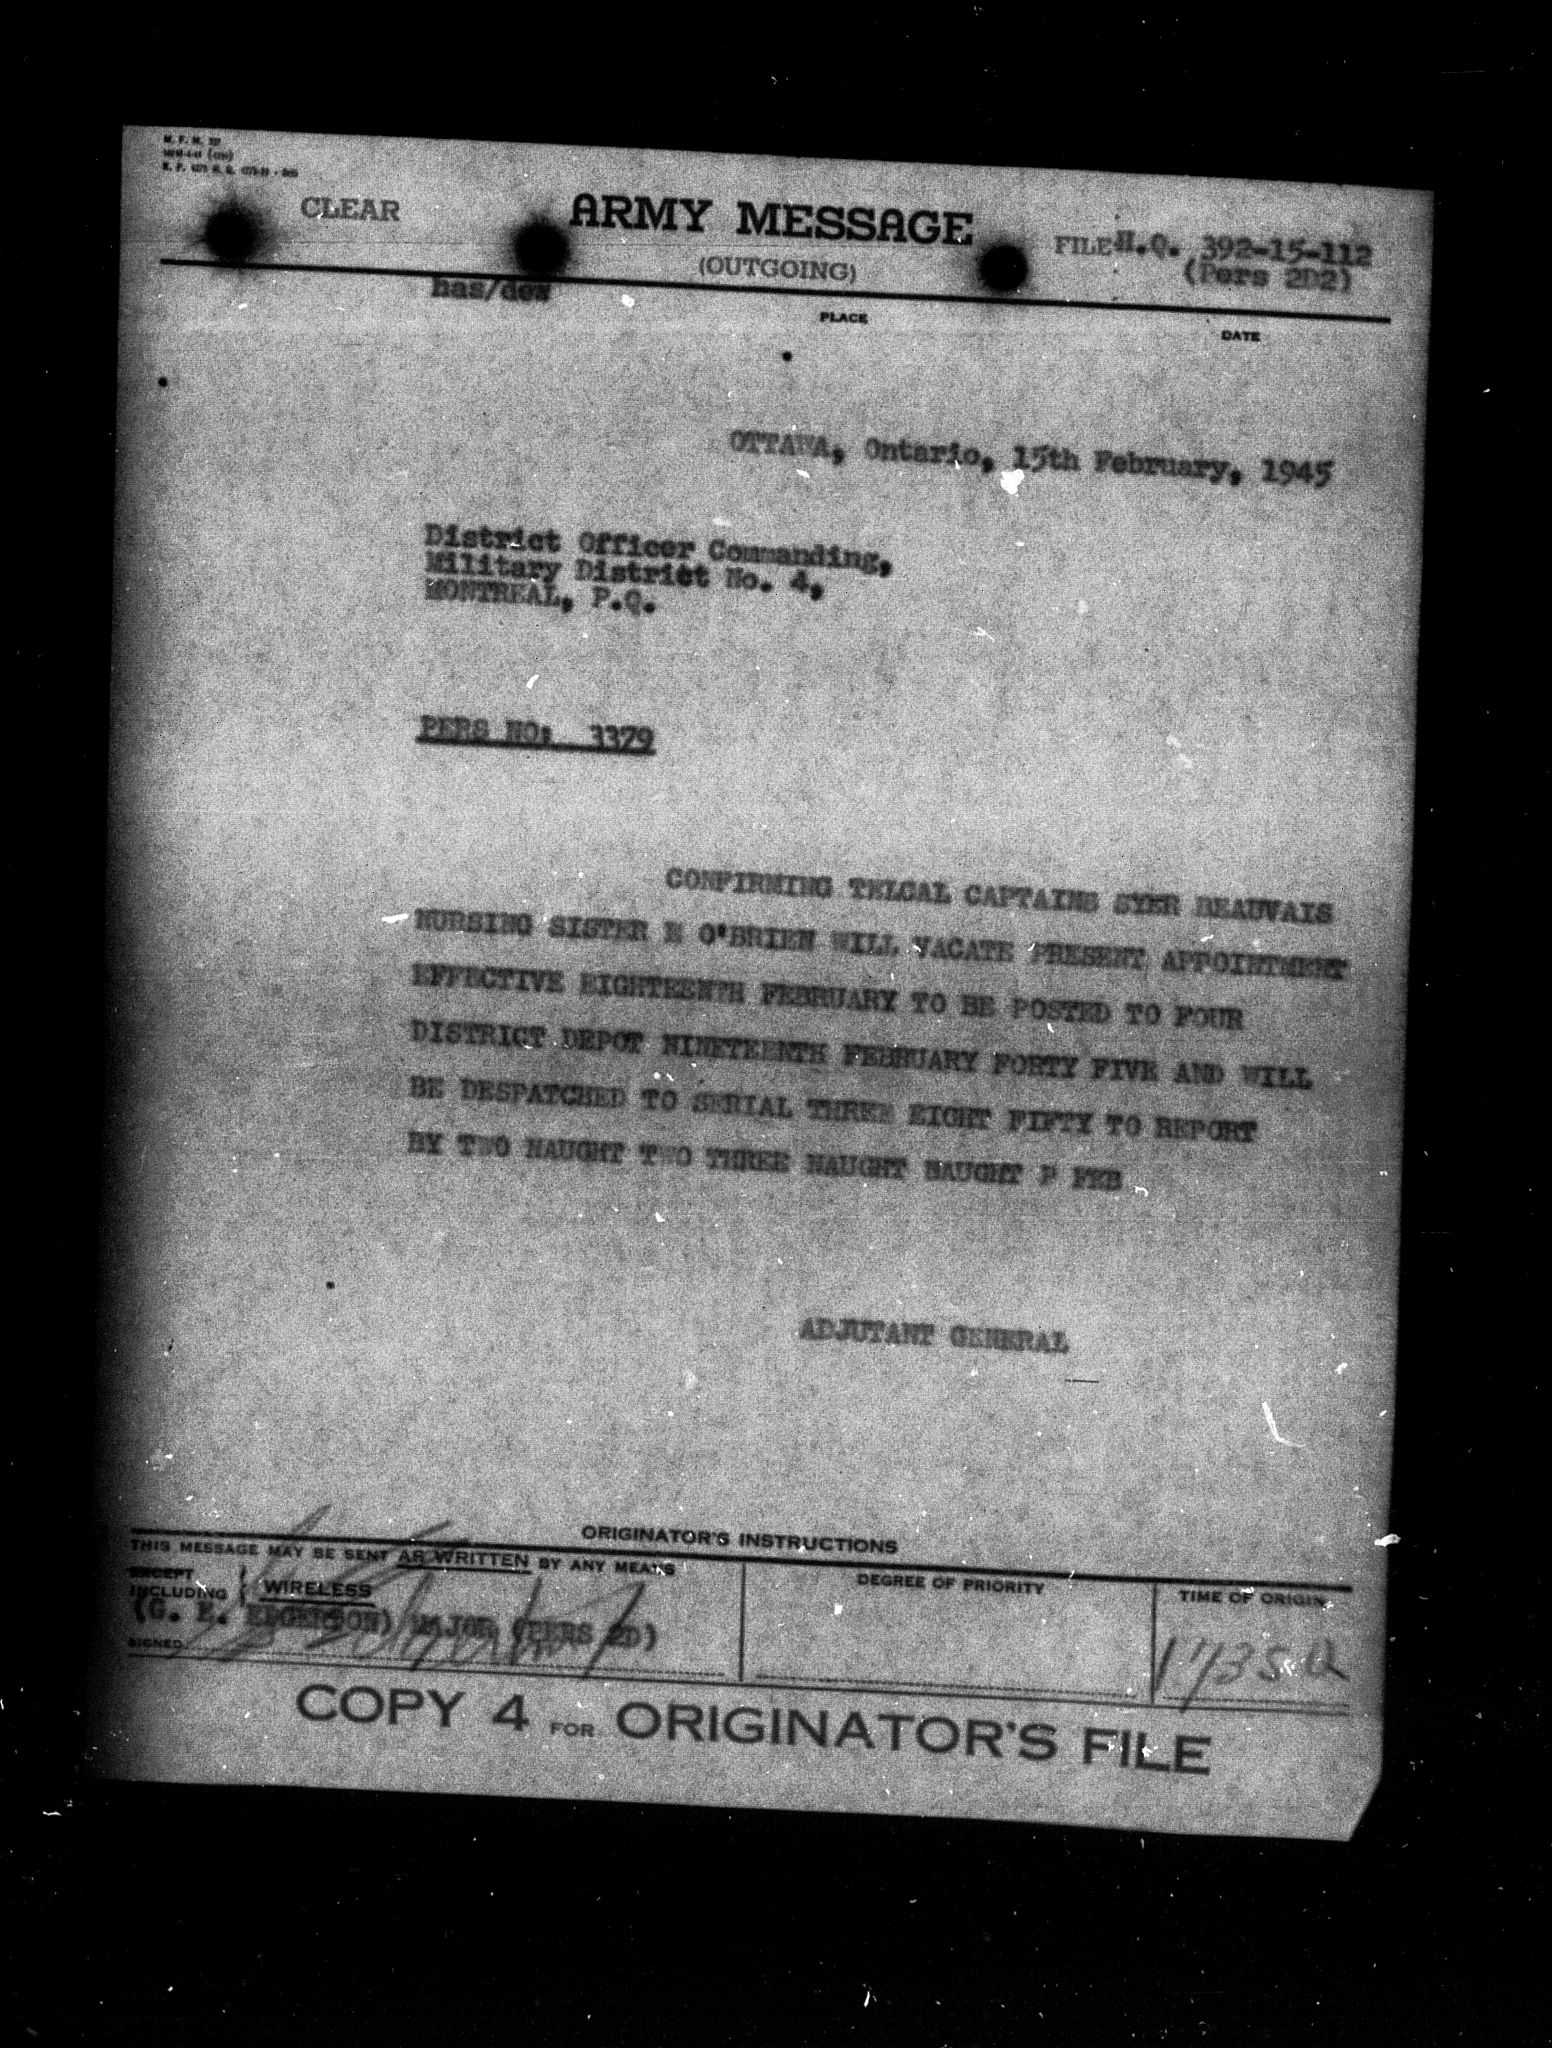 M. F. M. 
CLEAR
ARMY MESSAGE
(OUTGOING)
FILE H.Q. 392-15-112
(Pers 2D2)
has/dew
PLACE
DATE
OTTAWA, Ontario, 15th February, 1945
District Officer Commanding,
Military District No. 4,
MONTREAL, P.Q.
PERS NO: 3379
CONFIRMING TELCAL CAPTAINS SYER BEAUVAIS
NURSING SISTER E O'BRIEN WILL VACATE PRESENT APPOINTMENT
EFFECTIVE EIGHTEENTH FEBRUARY TO BE POSTED TO FOUR
DISTRICT DEPOT NINETEENTH FEBRUARY FORTY FIVE AND WILL
BE DESPATCHED TO SERIAL THREE EIGHT FIFTY TO REPORT
BY TWO NAUGHT TWO THREE NAUGHT NAUGHT P FEB
ADJUTANT GENERAL
ORIGINATOR'S INSTRUCTIONS
THIS MESSAGE MAY BE SENT AS WRITTEN BY ANY MEANS
EXCEPT
INCLUDING } WIRELESS
DEGREE OF PRIORITY
TIME OF ORIGIN
(G. E. EDGERSON) MAJOR (PERS 2D)
SIGNED
1735Q
COPY 4 FOR ORIGINATOR'S FILE